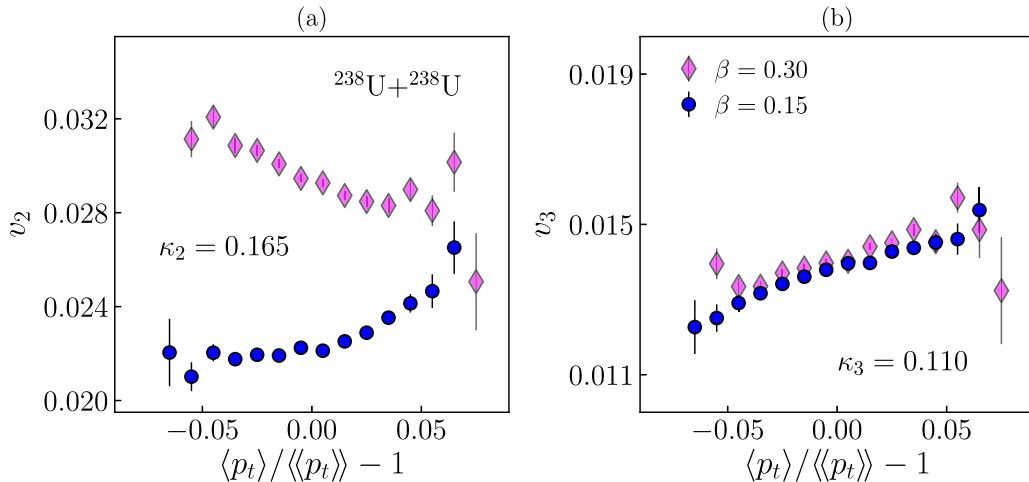 (a)
²³⁸U+²³⁸U
κ₂ = 0.165
v₂
0.032
0.028
0.024
0.020
−0.05
0.00
0.05
⟨pₜ⟩/⟨⟨pₜ⟩⟩ − 1
(b)
β = 0.30
β = 0.15
κ₃ = 0.110
v₃
0.019
0.015
0.011
−0.05
0.00
0.05
⟨pₜ⟩/⟨⟨pₜ⟩⟩ − 1